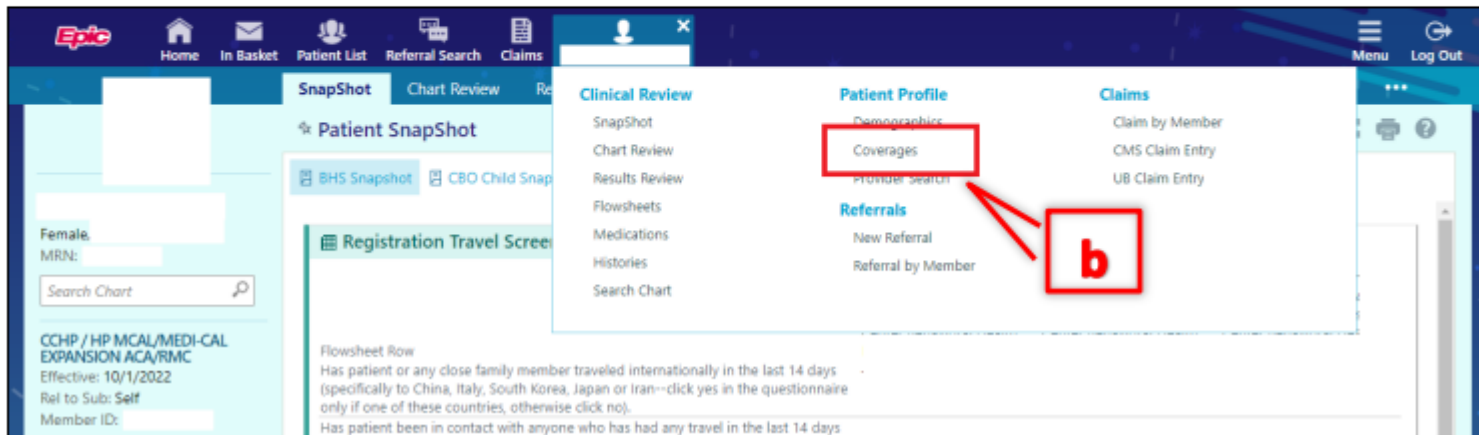 Epic
Home In Basket Patient List Referral Search Claims
Menu Log Out
SnapShot Chart Review Re
Patient SnapShot
BHS Snapshot CBO Child Snap
Registration Travel Scree
Clinical Review
SnapShot
Chart Review
Results Review
Flowsheets
Medications
Histories
Search Chart
Patient Profile
Demographics
Coverages
Provider Search
Referrals
New Referral
Referral by Member
Claims
Claim by Member
CMS Claim Entry
UB Claim Entry
b
Female,
MRN:
Search Chart
CCHP / HP MCAL/MEDI-CAL
EXPANSION ACA/RMC
Effective: 10/1/2022
Rel to Sub: Self
Member ID:
Flowsheet Row
Has patient or any close family member traveled internationally in the last 14 days
(specifically to China, Italy, South Korea, Japan or Iran--click yes in the questionnaire
only if one of these countries, otherwise click no).
Has patient been in contact with anyone who has had any travel in the last 14 days